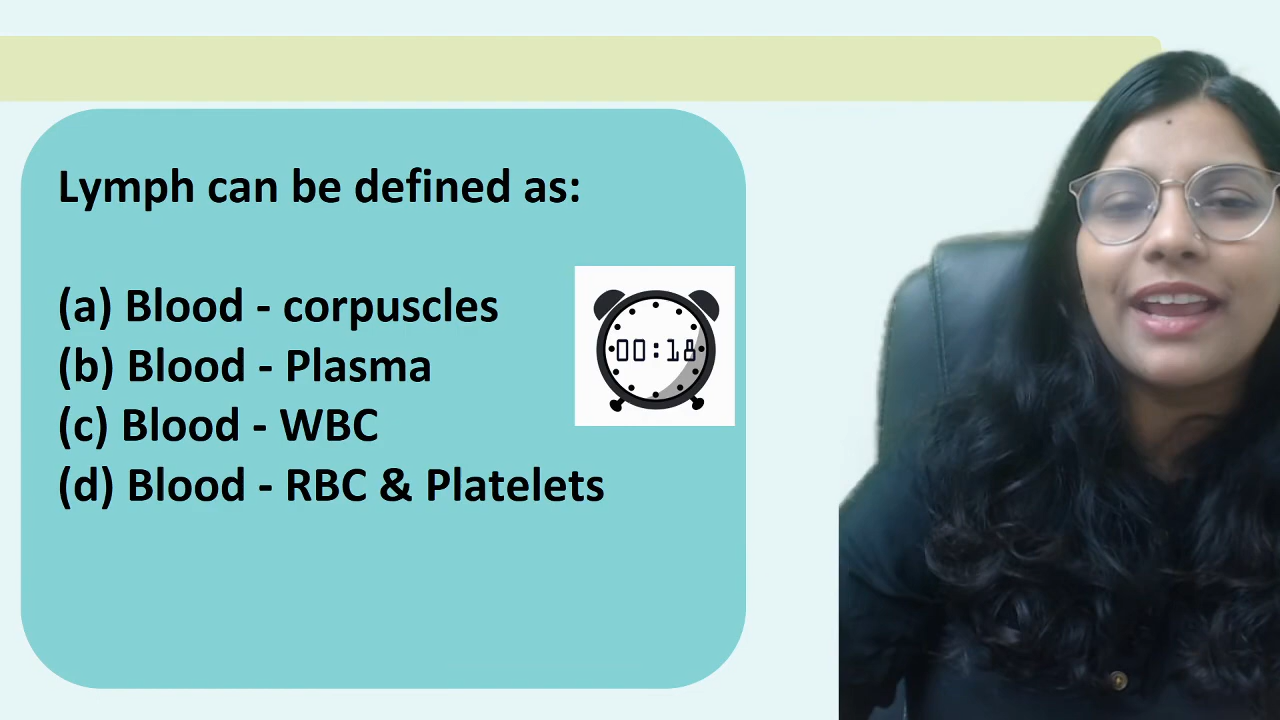 Lymph can be defined as:
(a) Blood - corpuscles
(b) Blood - Plasma
(c) Blood - WBC
(d) Blood - RBC & Platelets
00:18